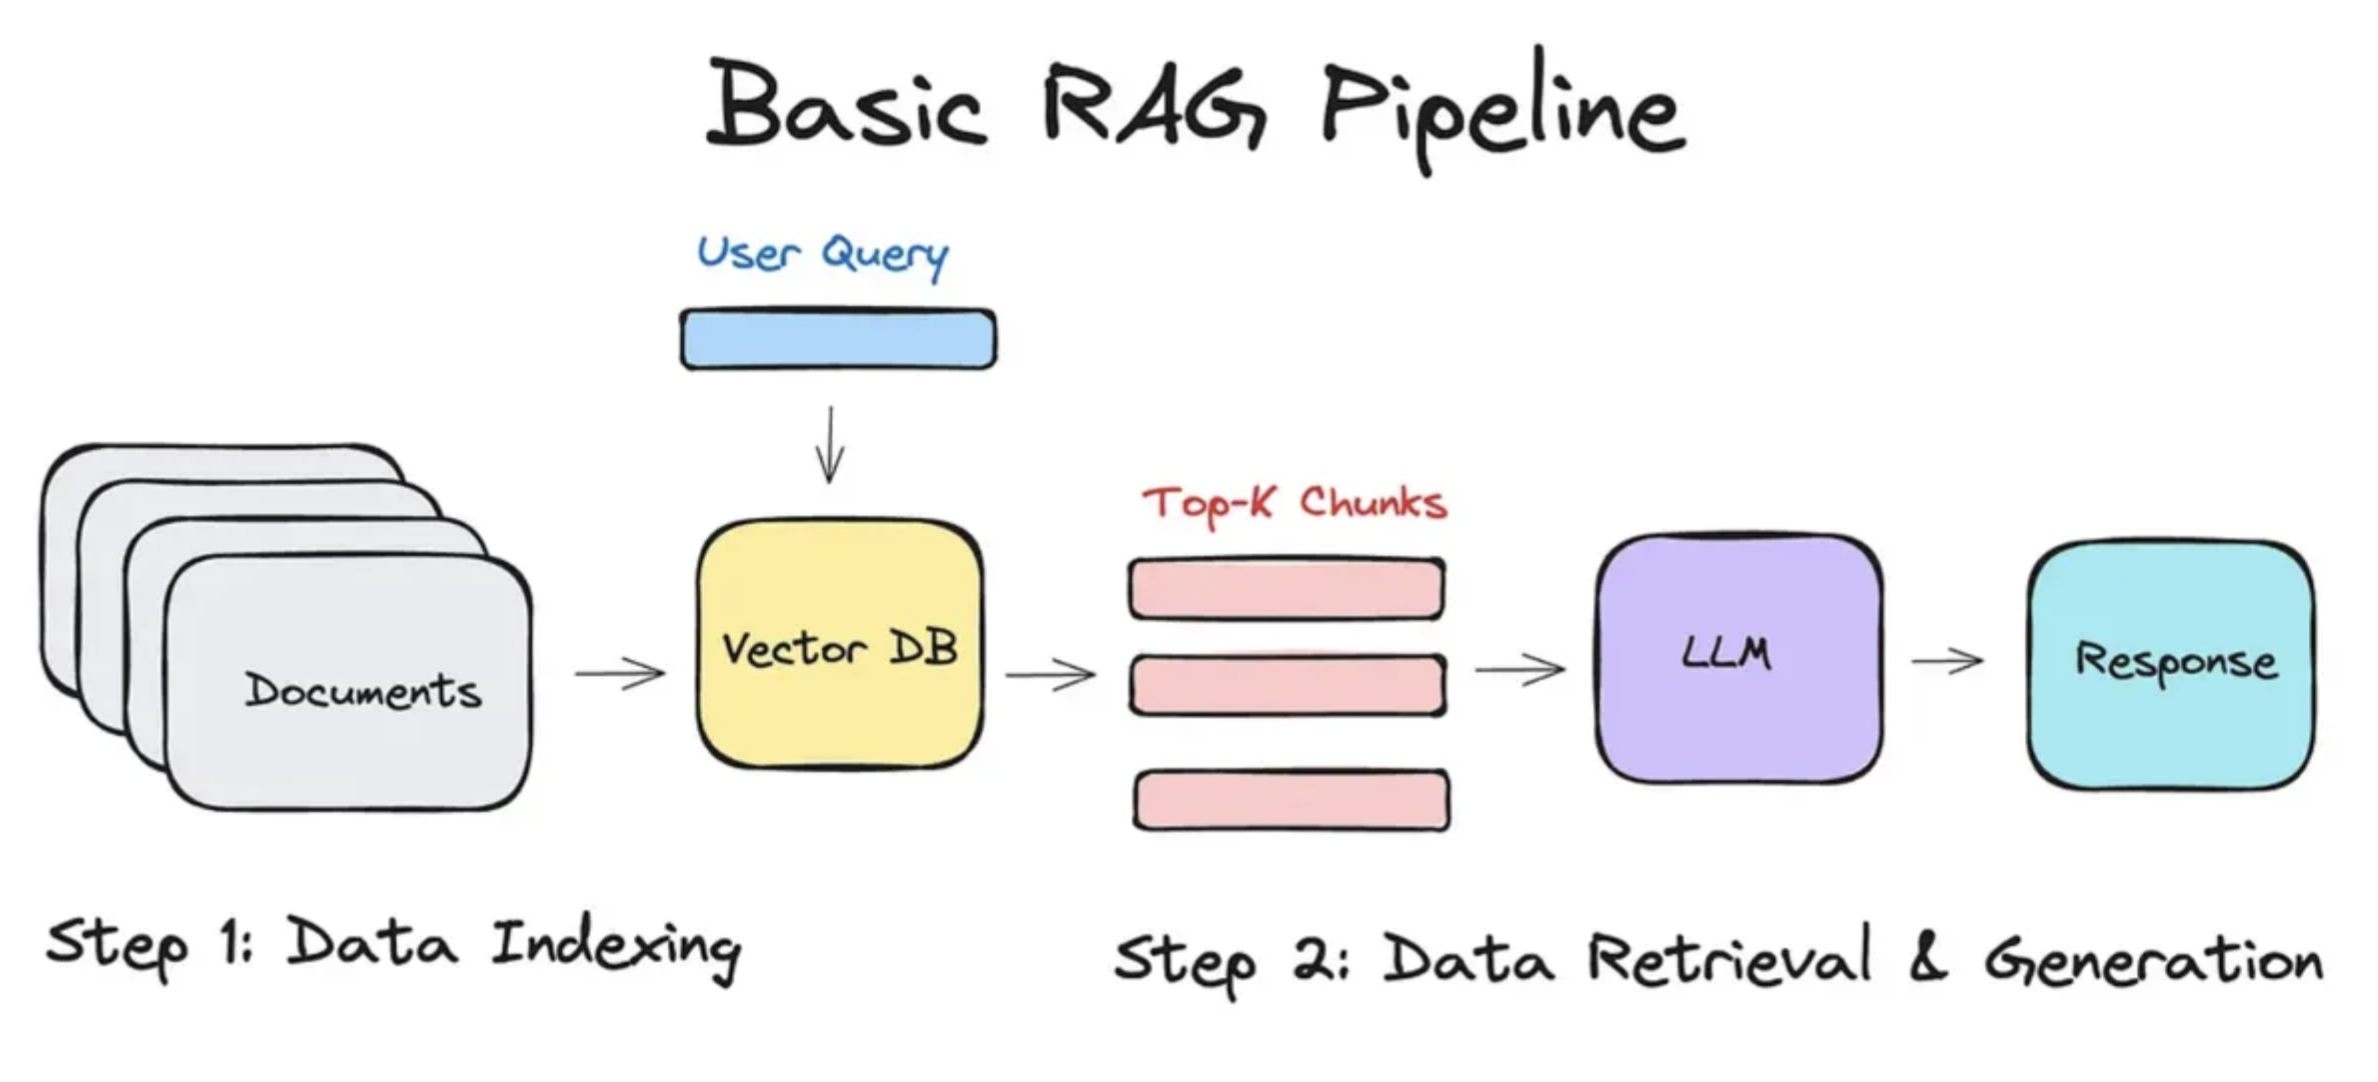 Basic RAG Pipeline
User Query
Top-K Chunks
Documents
Vector DB
LLM
Response
Step 1: Data Indexing
Step 2: Data Retrieval & Generation